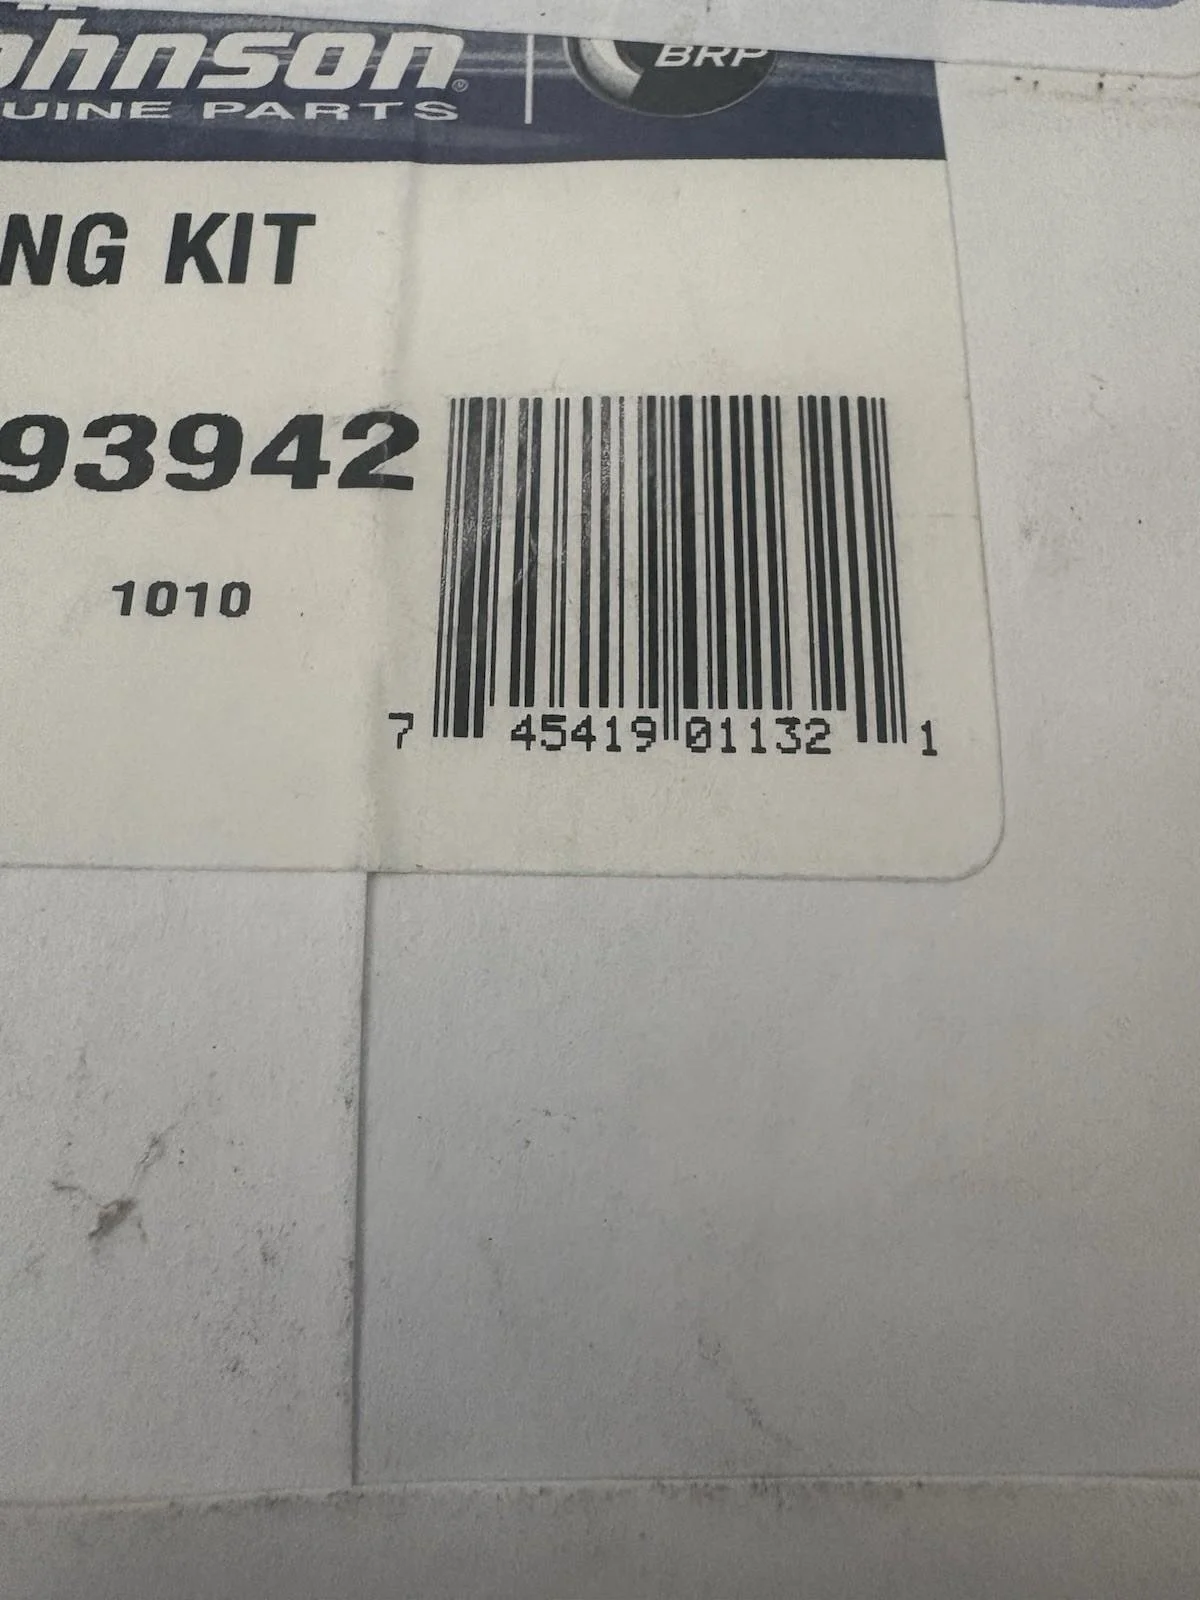 ohnson
UINE PARTS
BRP
NG KIT
93942
1010
7 45419 01132 1